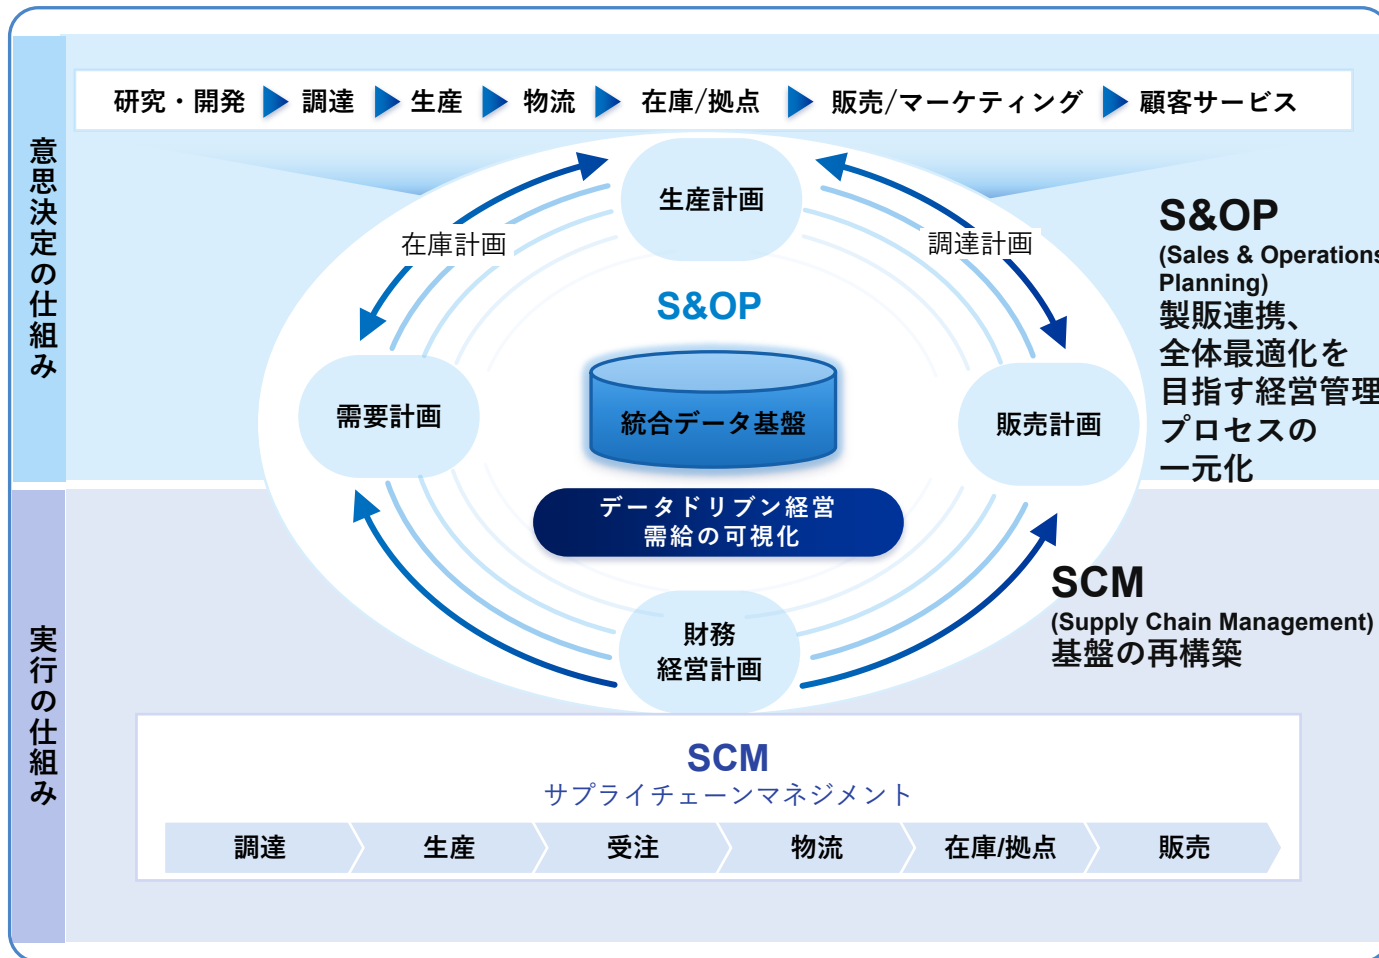 意思決定の仕組み
研究・開発 調達 生産 物流 在庫/拠点 販売/マーケティング 顧客サービス
生産計画
在庫計画
調達計画
S&OP
需要計画
統合データ基盤
販売計画
データドリブン経営
需給の可視化
財務
経営計画
S&OP
(Sales & Operations
Planning)
製販連携、
全体最適化を
目指す経営管理
プロセスの
一元化
実行の仕組み
SCM
(Supply Chain Management)
基盤の再構築
SCM
サプライチェーンマネジメント
調達 生産 受注 物流 在庫/拠点 販売